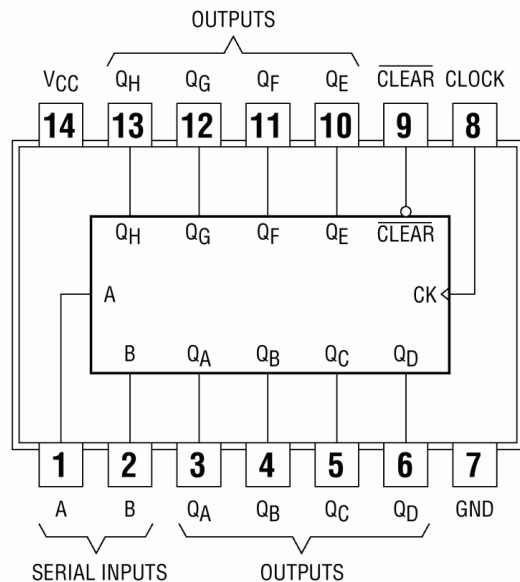 OUTPUTS
VCC QH QG QF QE CLEAR CLOCK
14 13 12 11 10 9 8
QH QG QF QE CLEAR
A CK
B QA QB QC QD
1 2 3 4 5 6 7
A B QA QB QC QD GND
SERIAL INPUTS OUTPUTS